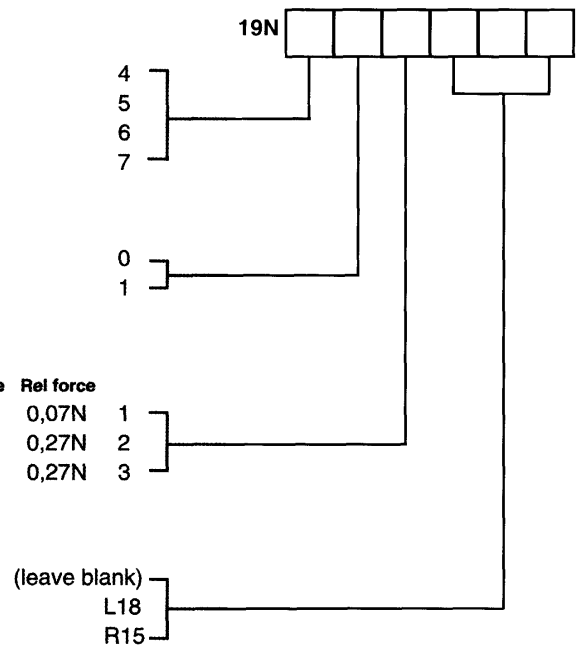 19N
4
5
6
7
0
1
e Rel force
0,07N 1
0,27N 2
0,27N 3
(leave blank)
L18
R15